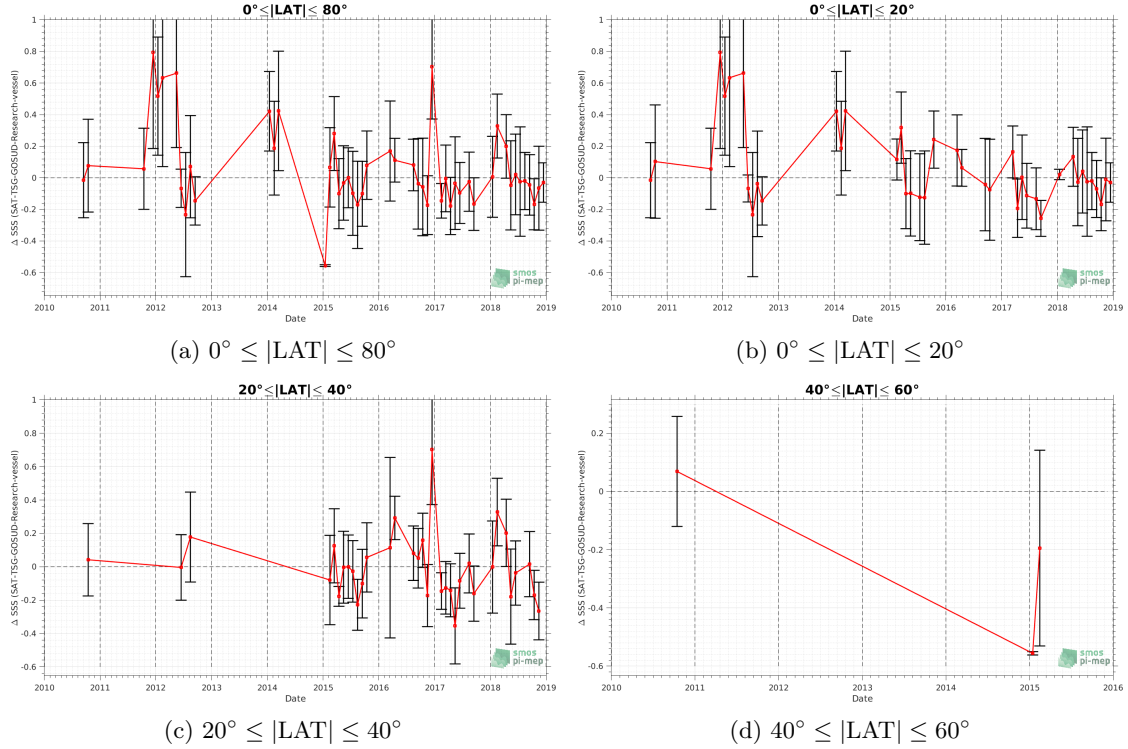 0°≤|LAT|≤ 80°
Δ SSS (SAT-TSG-GOSUD-Research-vessel)
1
0.8
0.6
0.4
0.2
0
-0.2
-0.4
-0.6
2010 2011 2012 2013 2014 2015 2016 2017 2018 2019
Date
smos
pi-mep
(a) 0° ≤ |LAT| ≤ 80°
0°≤|LAT|≤ 20°
Δ SSS (SAT-TSG-GOSUD-Research-vessel)
1
0.8
0.6
0.4
0.2
0
-0.2
-0.4
-0.6
2010 2011 2012 2013 2014 2015 2016 2017 2018 2019
Date
smos
pi-mep
(b) 0° ≤ |LAT| ≤ 20°
20°≤|LAT|≤ 40°
Δ SSS (SAT-TSG-GOSUD-Research-vessel)
1
0.8
0.6
0.4
0.2
0
-0.2
-0.4
-0.6
2010 2011 2012 2013 2014 2015 2016 2017 2018 2019
Date
smos
pi-mep
(c) 20° ≤ |LAT| ≤ 40°
40°≤|LAT|≤ 60°
Δ SSS (SAT-TSG-GOSUD-Research-vessel)
0.2
0
-0.2
-0.4
-0.6
2010 2011 2012 2013 2014 2015 2016
Date
smos
pi-mep
(d) 40° ≤ |LAT| ≤ 60°